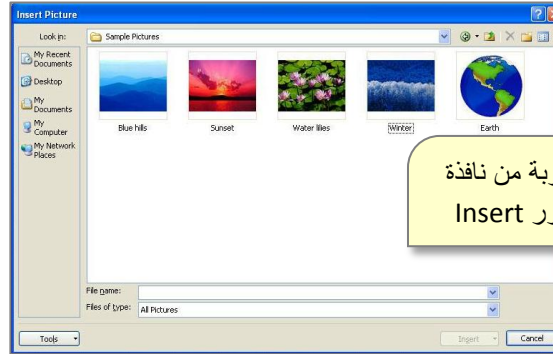 Insert Picture
Look in: Sample Pictures
My Recent Documents
Desktop
My Documents
My Computer
My Network Places
Blue hills
Sunset
Water lilies
Winter
Earth
من نافذة
Insert
File name:
Files of type: All Pictures
Tools
Insert
Cancel